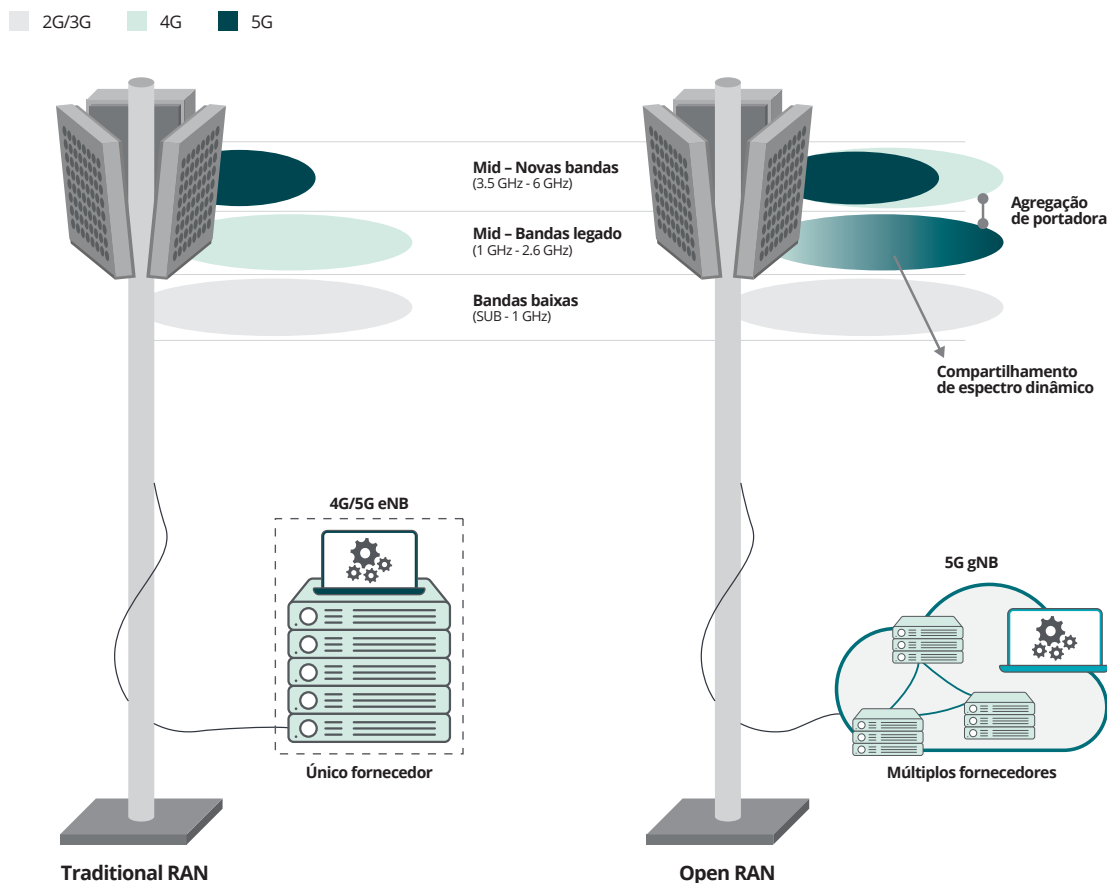 2G/3G
4G
5G
Mid – Novas bandas
(3.5 GHz - 6 GHz)
Mid – Bandas legado
(1 GHz - 2.6 GHz)
Bandas baixas
(SUB - 1 GHz)
Agregação
de portadora
Compartilhamento
de espectro dinâmico
4G/5G eNB
Único fornecedor
Traditional RAN
5G gNB
Múltiplos fornecedores
Open RAN